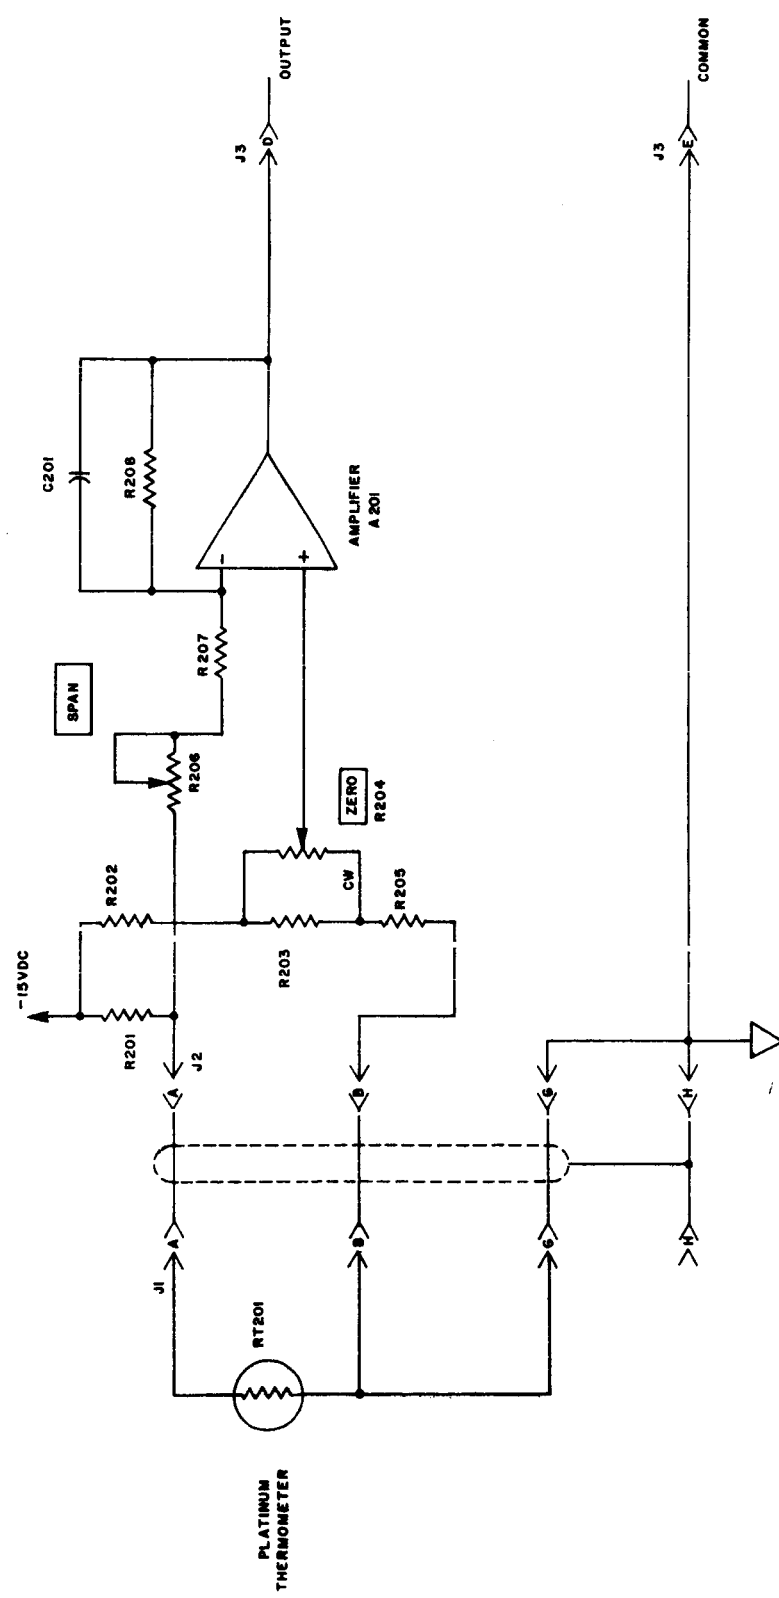 PLATINUM
THERMOMETER
RT201
J1
A
B
G
H
A
B
G
H
J2
-15VDC
R201
R202
R203
R205
CW
ZERO
R204
R206
SPAN
R207
-
+
AMPLIFIER
A201
C201
R208
J3
D
OUTPUT
J3
E
COMMON